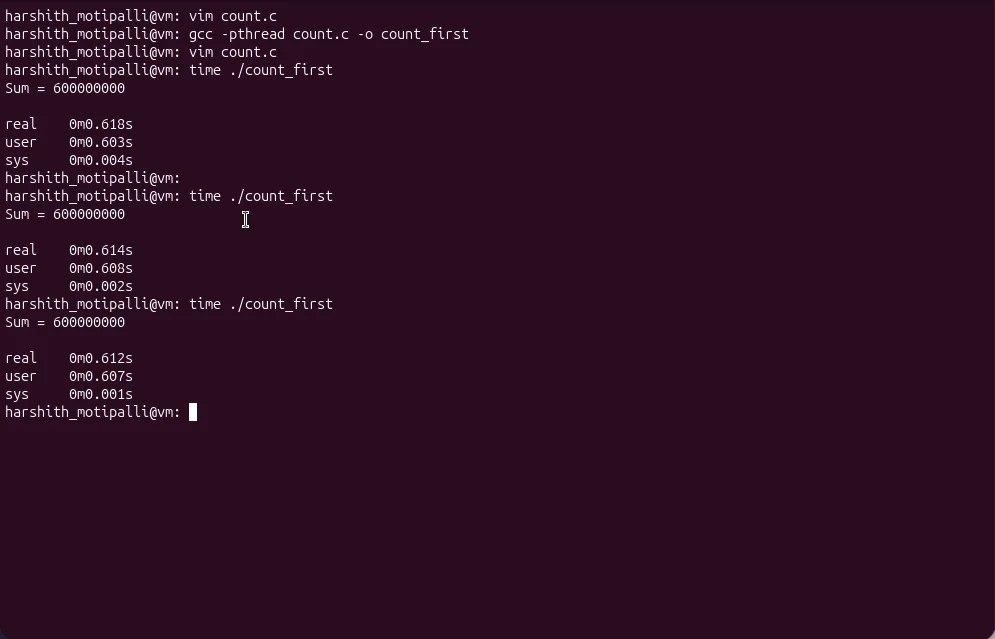 harshith_motipalli@vm: vim count.c
harshith_motipalli@vm: gcc -pthread count.c -o count_first
harshith_motipalli@vm: vim count.c
harshith_motipalli@vm: time ./count_first
Sum = 600000000
real    0m0.618s
user    0m0.603s
sys     0m0.004s
harshith_motipalli@vm:
harshith_motipalli@vm: time ./count_first
Sum = 600000000
real    0m0.614s
user    0m0.608s
sys     0m0.002s
harshith_motipalli@vm: time ./count_first
Sum = 600000000
real    0m0.612s
user    0m0.607s
sys     0m0.001s
harshith_motipalli@vm: